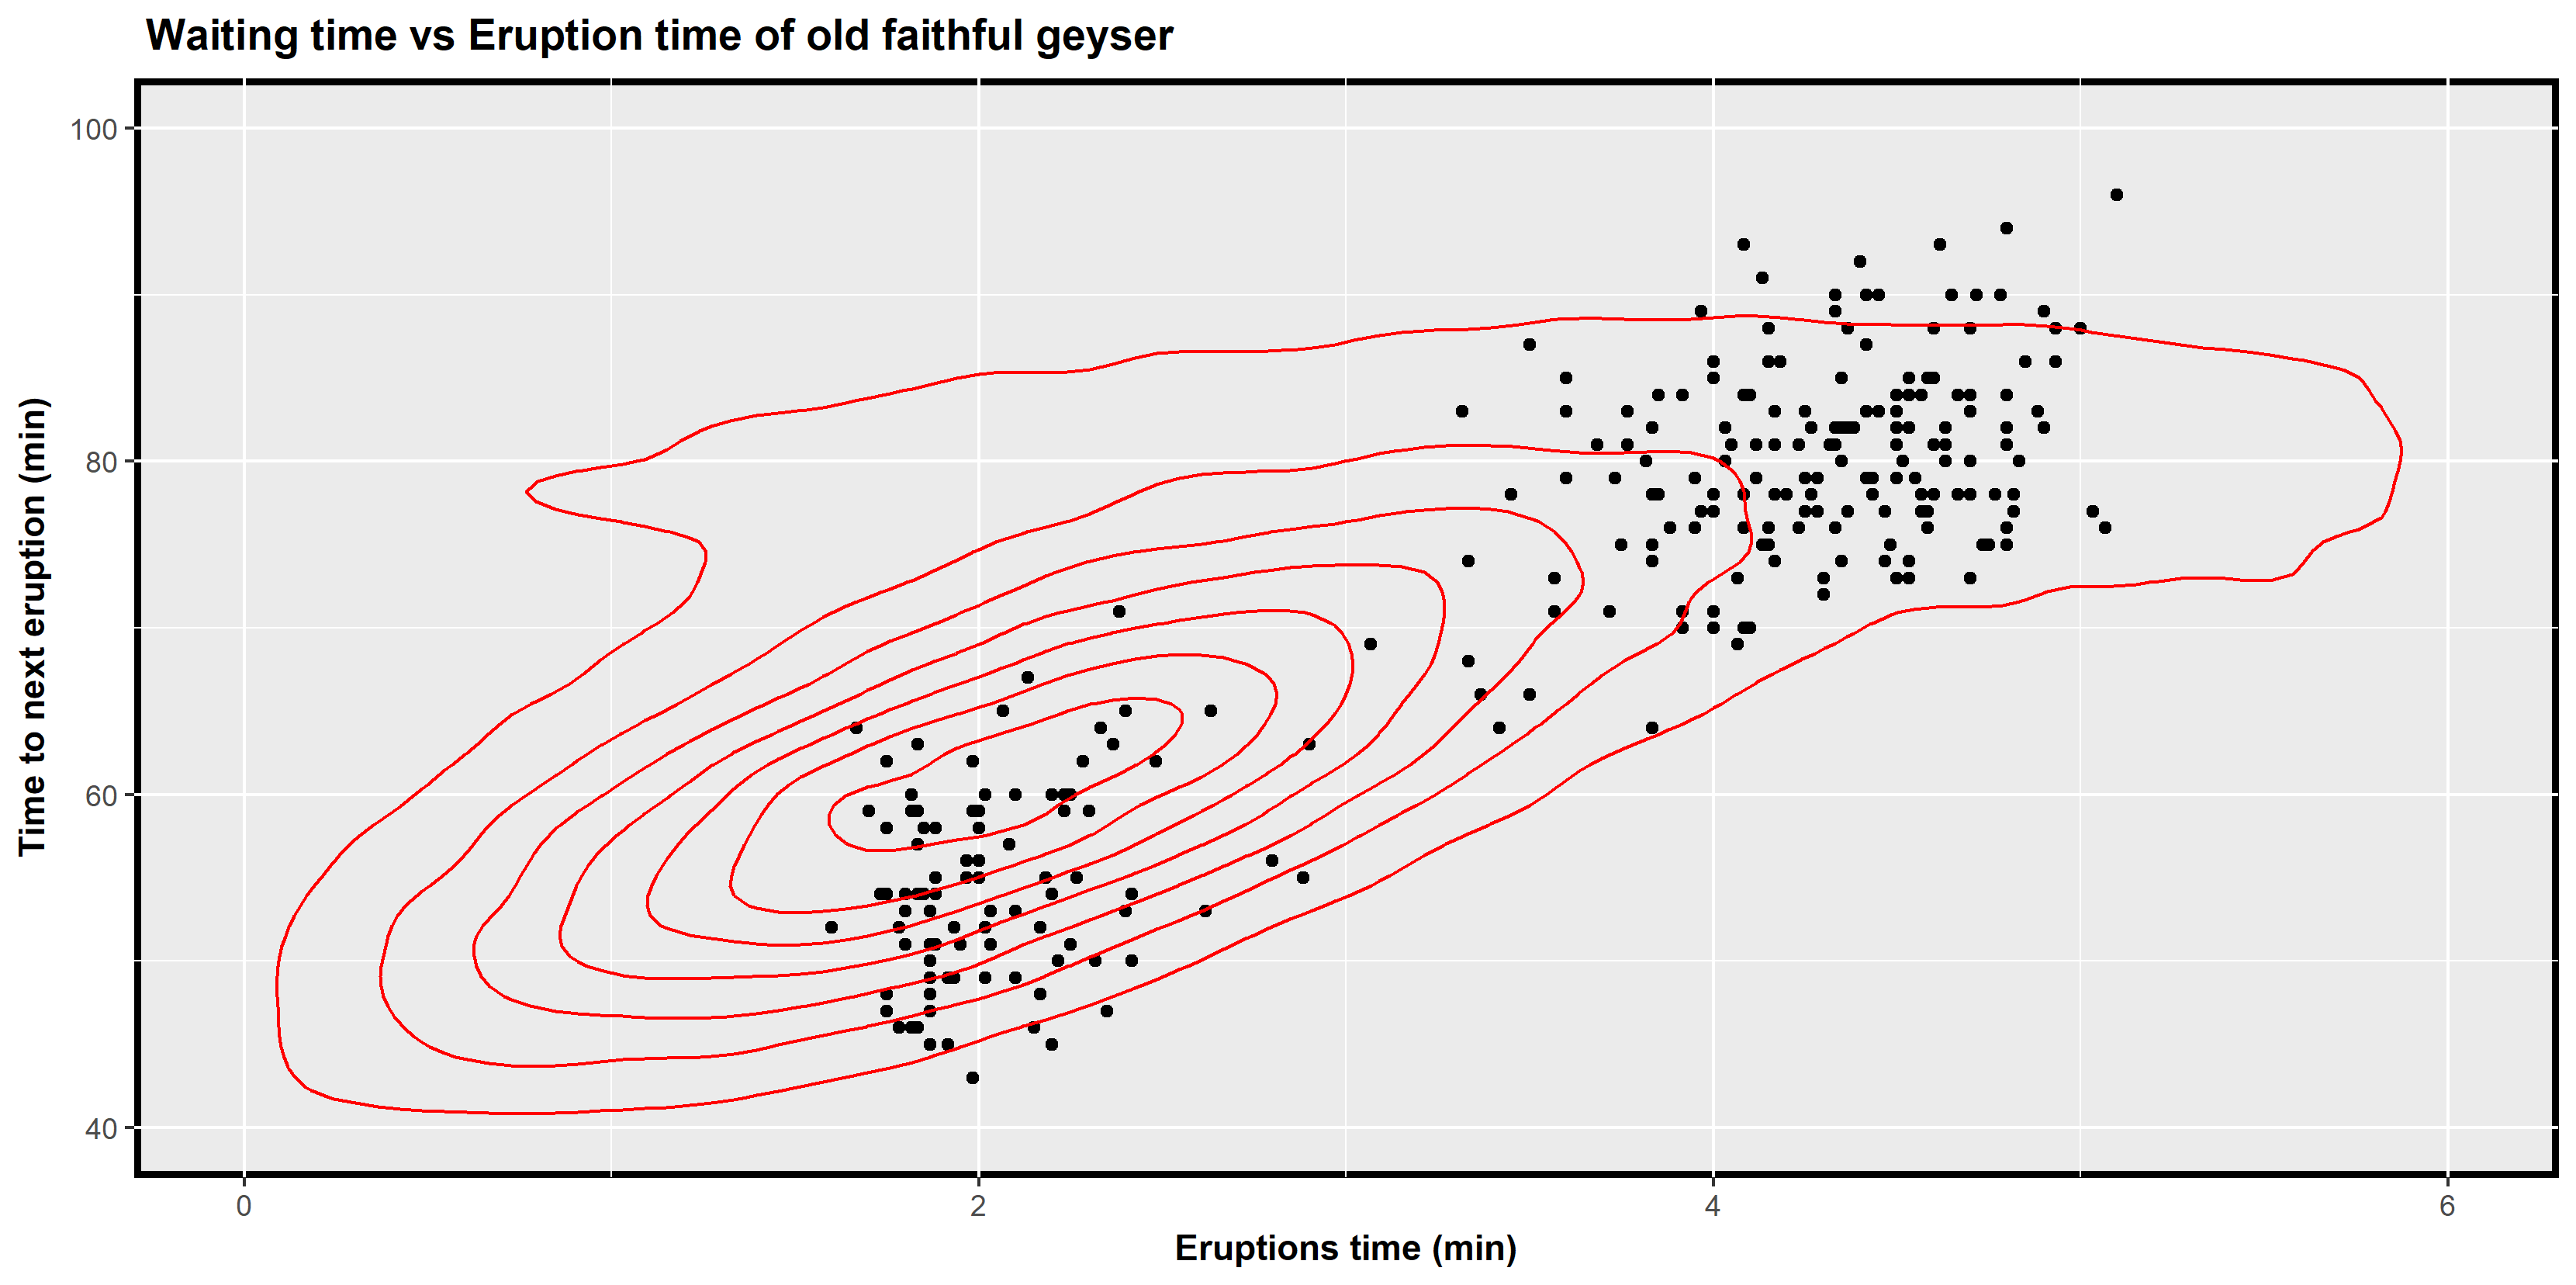 Waiting time vs Eruption time of old faithful geyser
Time to next eruption (min)
100
80
60
40
0 2 4 6
Eruptions time (min)